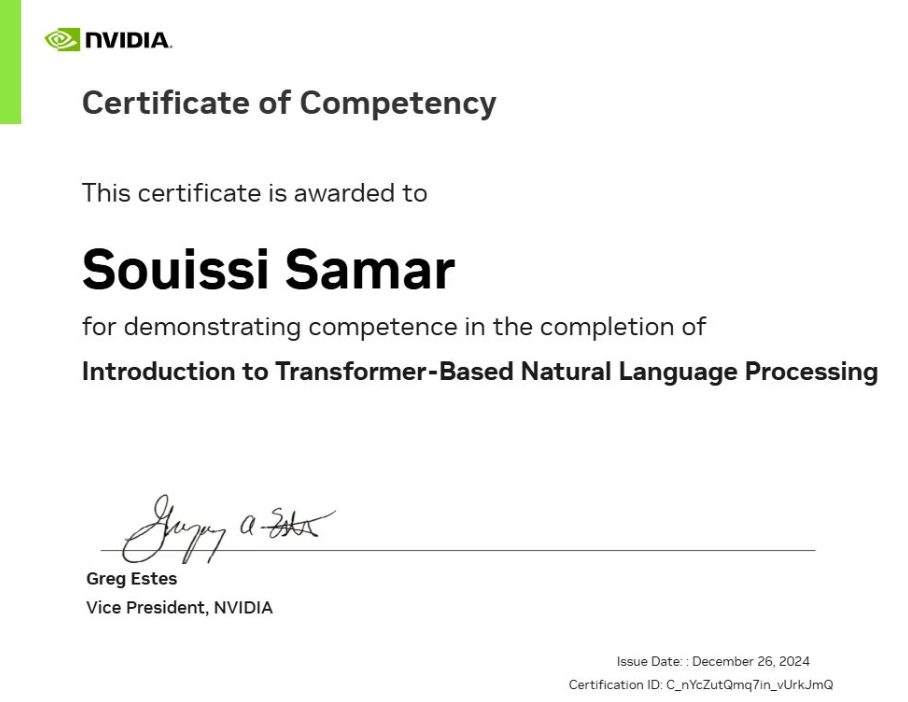 NVIDIA.
Certificate of Competency
This certificate is awarded to
Souissi Samar
for demonstrating competence in the completion of
Introduction to Transformer-Based Natural Language Processing
Gregory A Estes
Greg Estes
Vice President, NVIDIA
Issue Date: : December 26, 2024
Certification ID: C_nYcZutQmq7in_vUrkJmQ